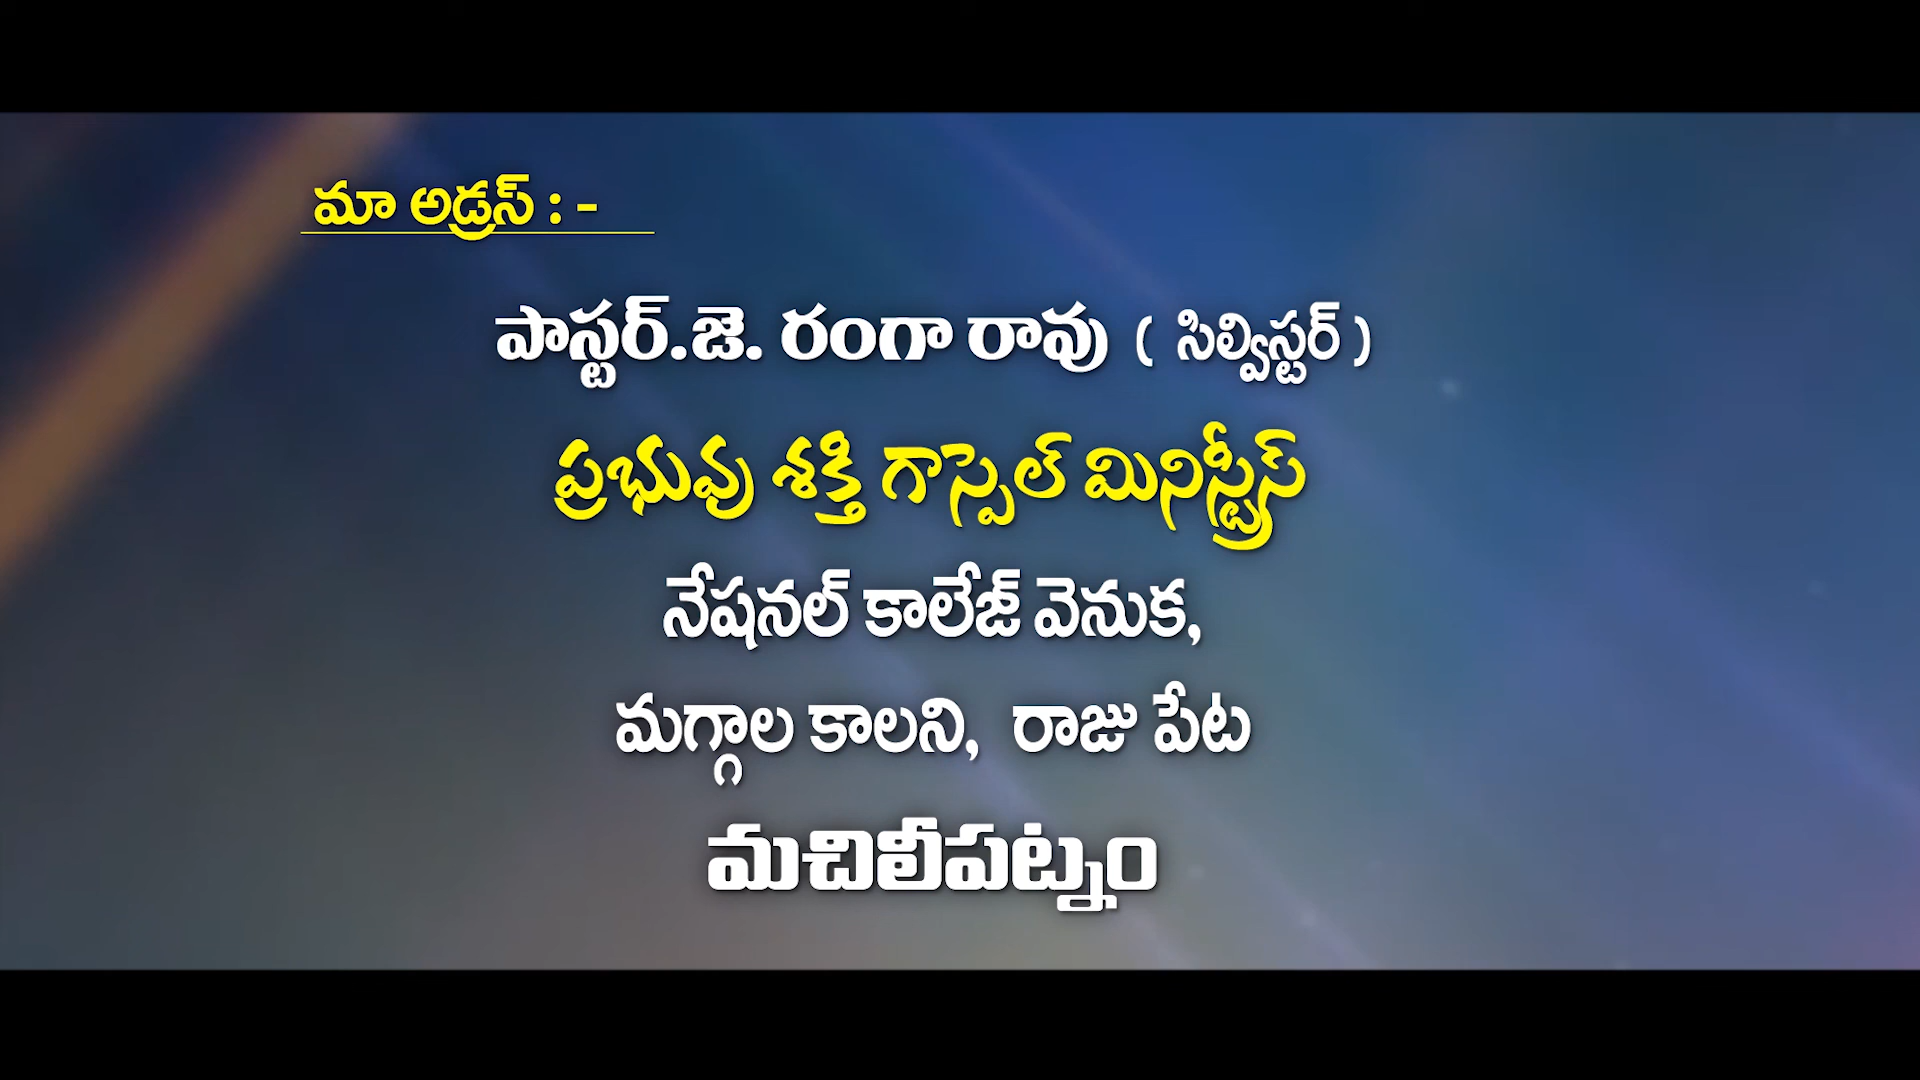 మా అడ్రస్ : -
పాస్టర్.జె. రంగా రావు ( సిల్విస్టర్ )
ప్రభువు శక్తి గాస్పెల్ మినిస్ట్రీస్
నేషనల్ కాలేజ్ వెనుక,
మగ్గాల కాలని, రాజు పేట
మచిలీపట్నం